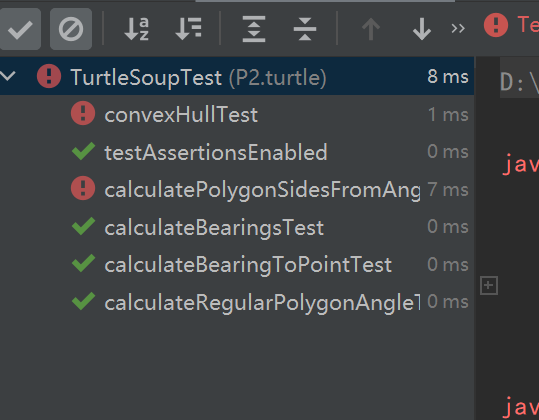 Te
TurtleSoupTest (P2.turtle) 8 ms
D:\
convexHullTest 1 ms
testAssertionsEnabled 0 ms
jav
calculatePolygonSidesFromAng 7 ms
calculateBearingsTest 0 ms
calculateBearingToPointTest 0 ms
calculateRegularPolygonAngleT 0 ms
jav